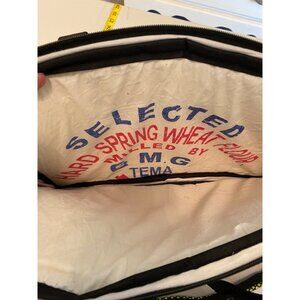 SELECTED
HARD SPRING WHEAT FLOUR
MILLED BY
G M.G
TEMA